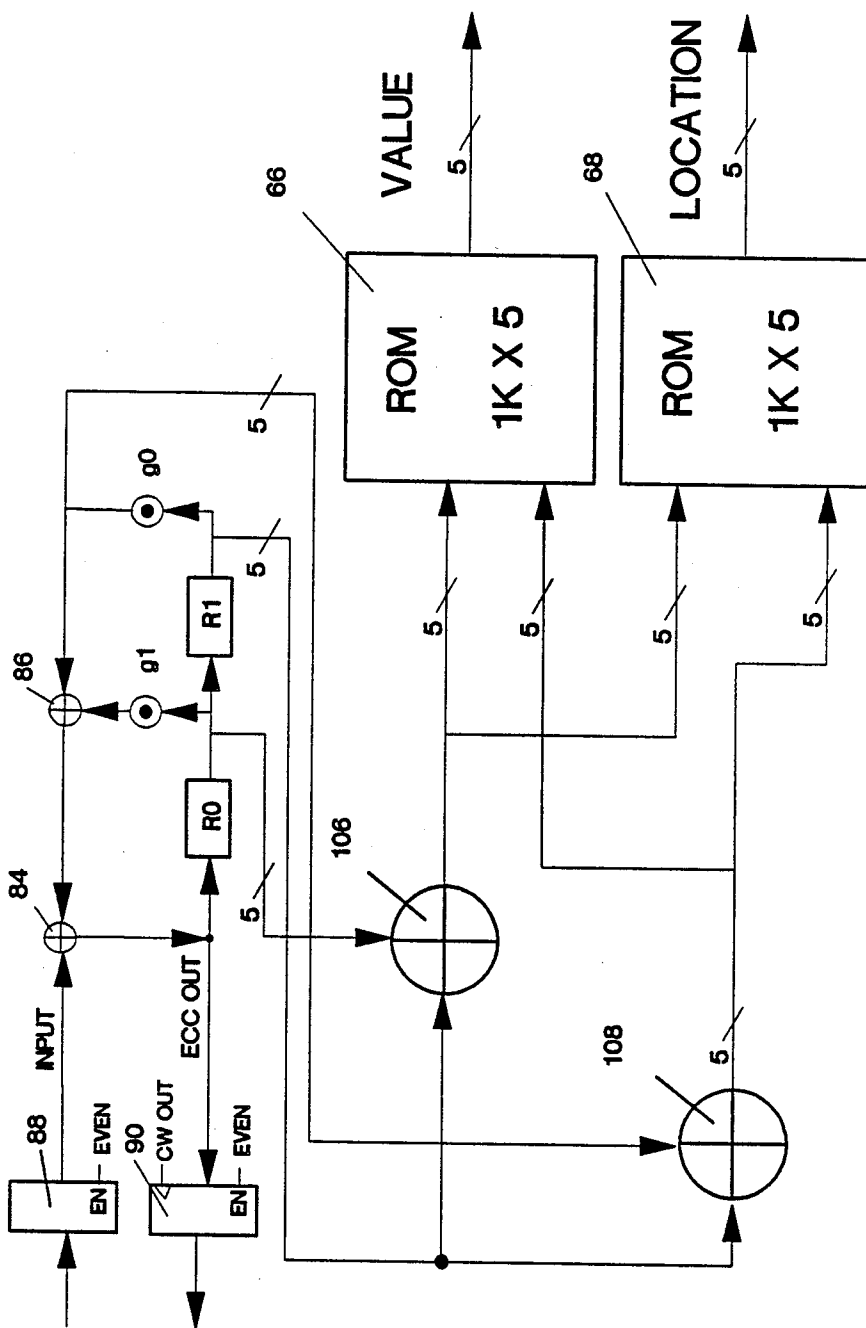 88
EN
EVEN
INPUT
84
86
g1
g0
90
CW OUT
EN
EVEN
ECC OUT
R0
R1
5
5
5
106
108
5
5
5
5
5
66
ROM
1K X 5
5
VALUE
68
ROM
1K X 5
5
LOCATION